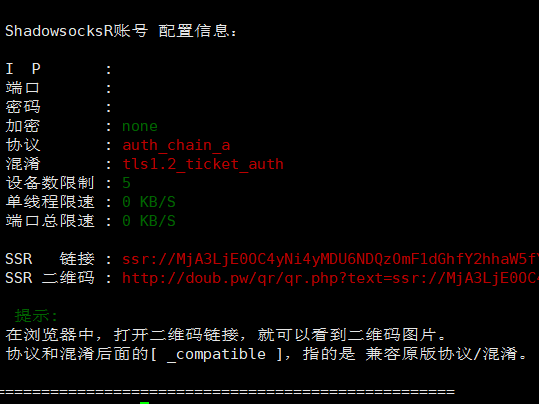 ShadowsocksR账号 配置信息：
I P :
端口 :
密码 :
加密 : none
协议 : auth_chain_a
混淆 : tls1.2_ticket_auth
设备数限制 : 5
单线程限速 : 0 KB/S
端口总限速 : 0 KB/S
SSR 链接 : ssr://MjA3LjE0OC4yNi4yMDU6NDQzOmF1dGhfY2hhaW5f
SSR 二维码 : http://doub.pw/qr/qr.php?text=ssr://MjA3LjE0OC4
提示:
在浏览器中，打开二维码链接，就可以看到二维码图片。
协议和混淆后面的[ _compatible ]，指的是 兼容原版协议/混淆。
==================================================